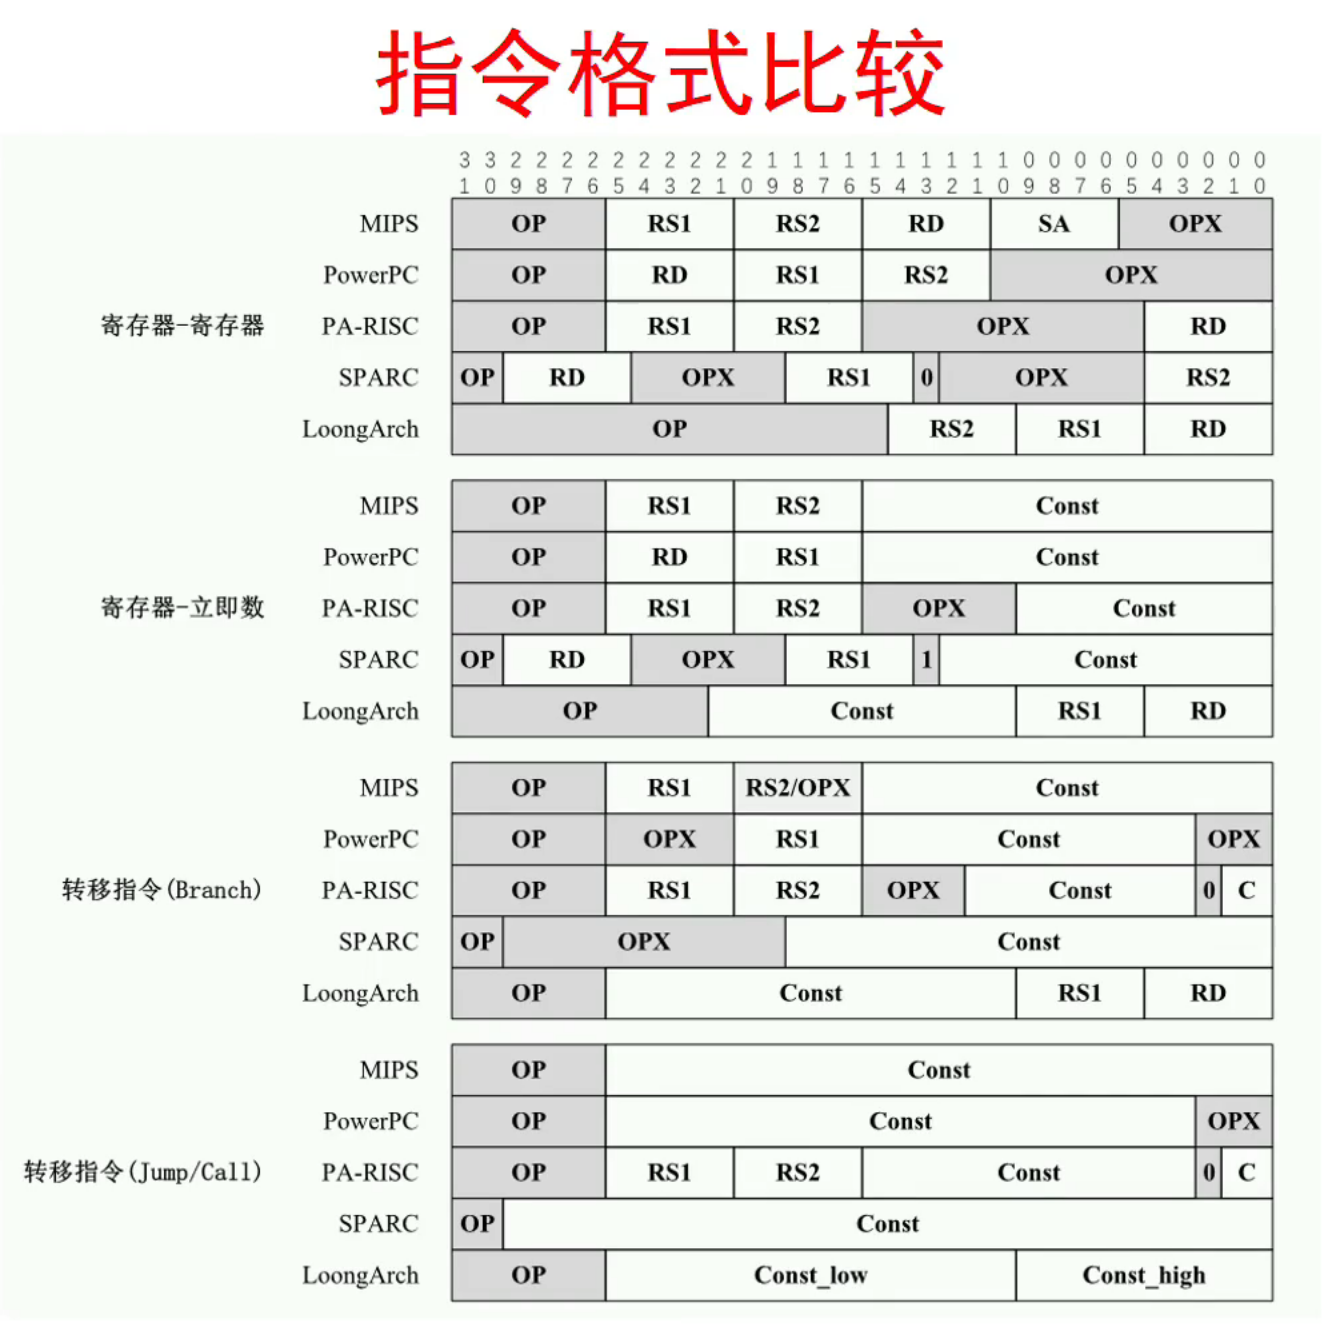 指令格式比较
3 3 2 2 2 2 2 2 2 2 2 2 1 1 1 1 1 1 1 1 1 1 0 0 0 0 0 0 0 0 0 0
1 0 9 8 7 6 5 4 3 2 1 0 9 8 7 6 5 4 3 2 1 0 9 8 7 6 5 4 3 2 1 0
MIPS OP RS1 RS2 RD SA OPX
PowerPC OP RD RS1 RS2 OPX
寄存器-寄存器 PA-RISC OP RS1 RS2 OPX RD
SPARC OP RD OPX RS1 0 OPX RS2
LoongArch OP RS2 RS1 RD
MIPS OP RS1 RS2 Const
PowerPC OP RD RS1 Const
寄存器-立即数 PA-RISC OP RS1 RS2 OPX Const
SPARC OP RD OPX RS1 1 Const
LoongArch OP Const RS1 RD
MIPS OP RS1 RS2/OPX Const
PowerPC OP OPX RS1 Const OPX
转移指令(Branch) PA-RISC OP RS1 RS2 OPX Const 0 C
SPARC OP OPX Const
LoongArch OP Const RS1 RD
MIPS OP Const
PowerPC OP Const OPX
转移指令(Jump/Call) PA-RISC OP RS1 RS2 Const 0 C
SPARC OP Const
LoongArch OP Const_low Const_high